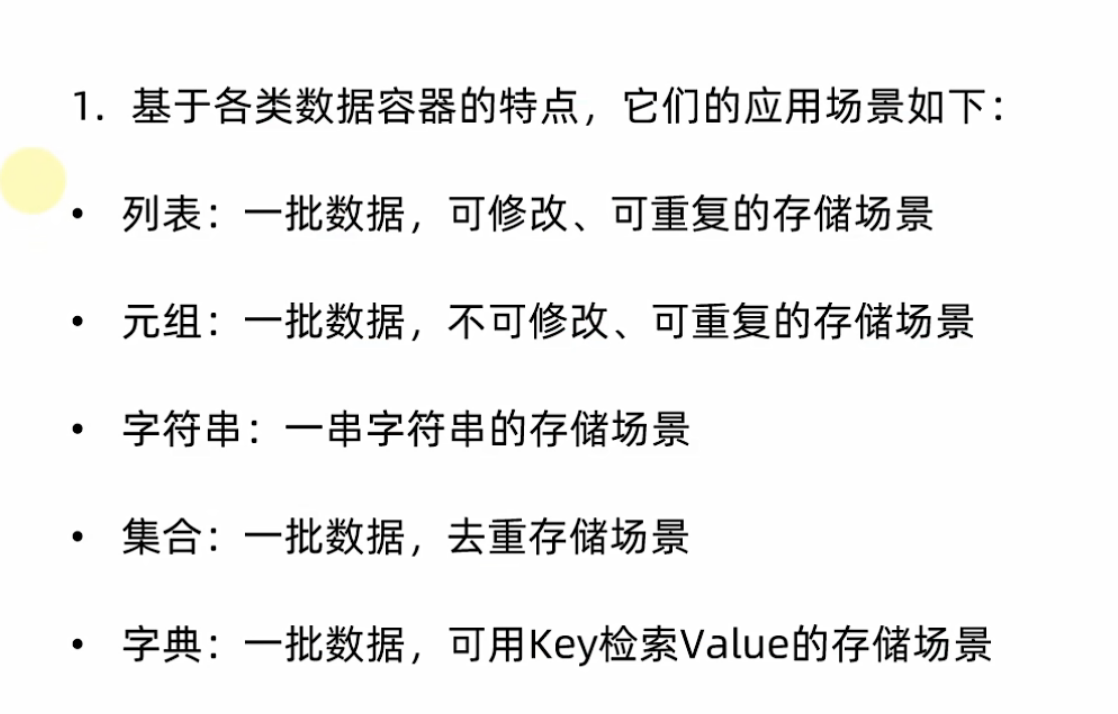 1. 基于各类数据容器的特点，它们的应用场景如下：
• 列表：一批数据，可修改、可重复的存储场景
• 元组：一批数据，不可修改、可重复的存储场景
• 字符串：一串字符串的存储场景
• 集合：一批数据，去重存储场景
• 字典：一批数据，可用Key检索Value的存储场景